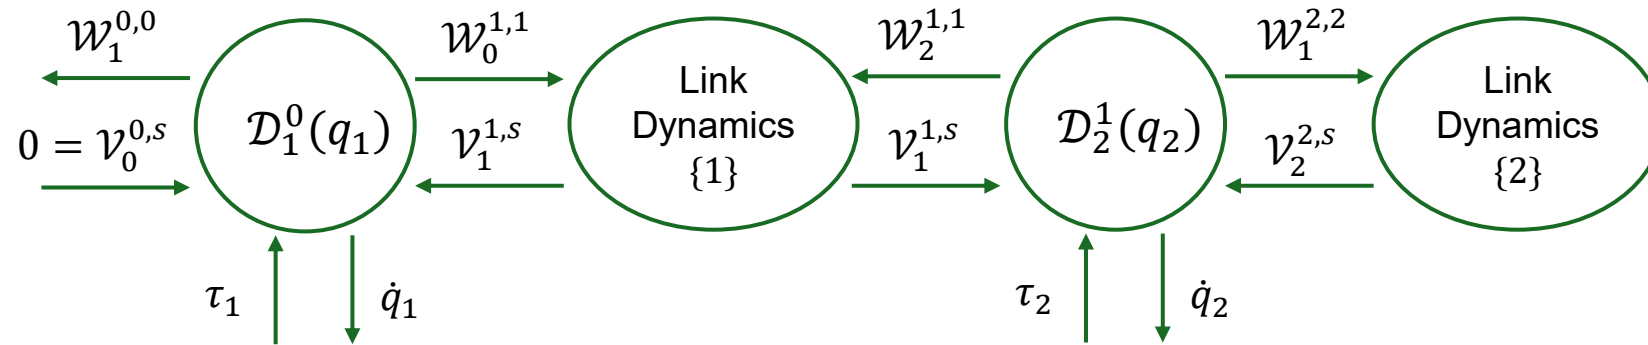 𝒲₁^{0,0}
0 = 𝒱₀^{0,s}
𝒟₁⁰(q₁)
τ₁
q̇₁
𝒲₀^{1,1}
𝒱₁^{1,s}
Link
Dynamics
{1}
𝒲₂^{1,1}
𝒱₁^{1,s}
𝒟₂¹(q₂)
τ₂
q̇₂
𝒲₁^{2,2}
𝒱₂^{2,s}
Link
Dynamics
{2}